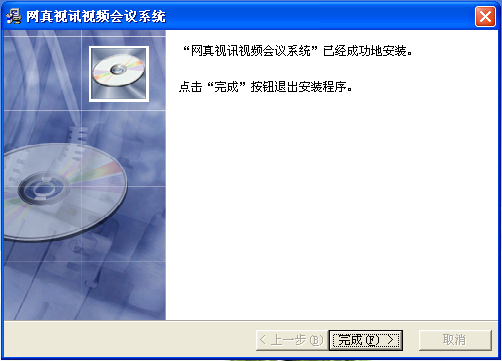 网真视讯视频会议系统
“网真视讯视频会议系统”已经成功地安装。
点击“完成”按钮退出安装程序。
< 上一步(B) 完成(F) > 取消